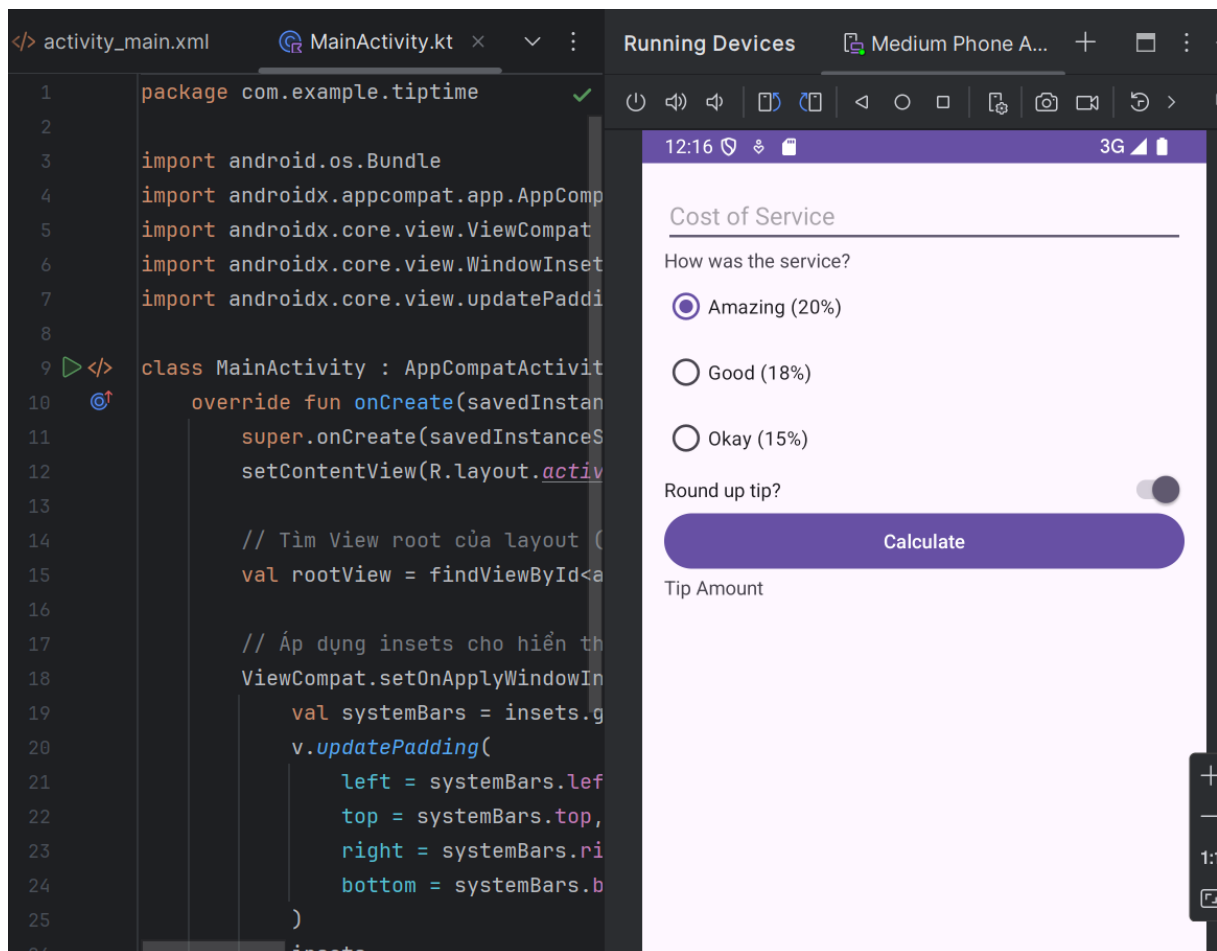 activity_main.xml
MainActivity.kt
1 package com.example.tiptime
2
3 import android.os.Bundle
4 import androidx.appcompat.app.AppComp
5 import androidx.core.view.ViewCompat
6 import androidx.core.view.WindowInset
7 import androidx.core.view.updatePaddi
8
9 class MainActivity : AppCompatActivit
10 override fun onCreate(savedInstan
11 super.onCreate(savedInstanceS
12 setContentView(R.layout.activ
13
14 // Tìm View root của layout (
15 val rootView = findViewById<a
16
17 // Áp dụng insets cho hiển th
18 ViewCompat.setOnApplyWindowIn
19 val systemBars = insets.g
20 v.updatePadding(
21 left = systemBars.lef
22 top = systemBars.top,
23 right = systemBars.ri
24 bottom = systemBars.b
25 )
Running Devices
Medium Phone A...
12:16
3G
Cost of Service
How was the service?
Amazing (20%)
Good (18%)
Okay (15%)
Round up tip?
Calculate
Tip Amount